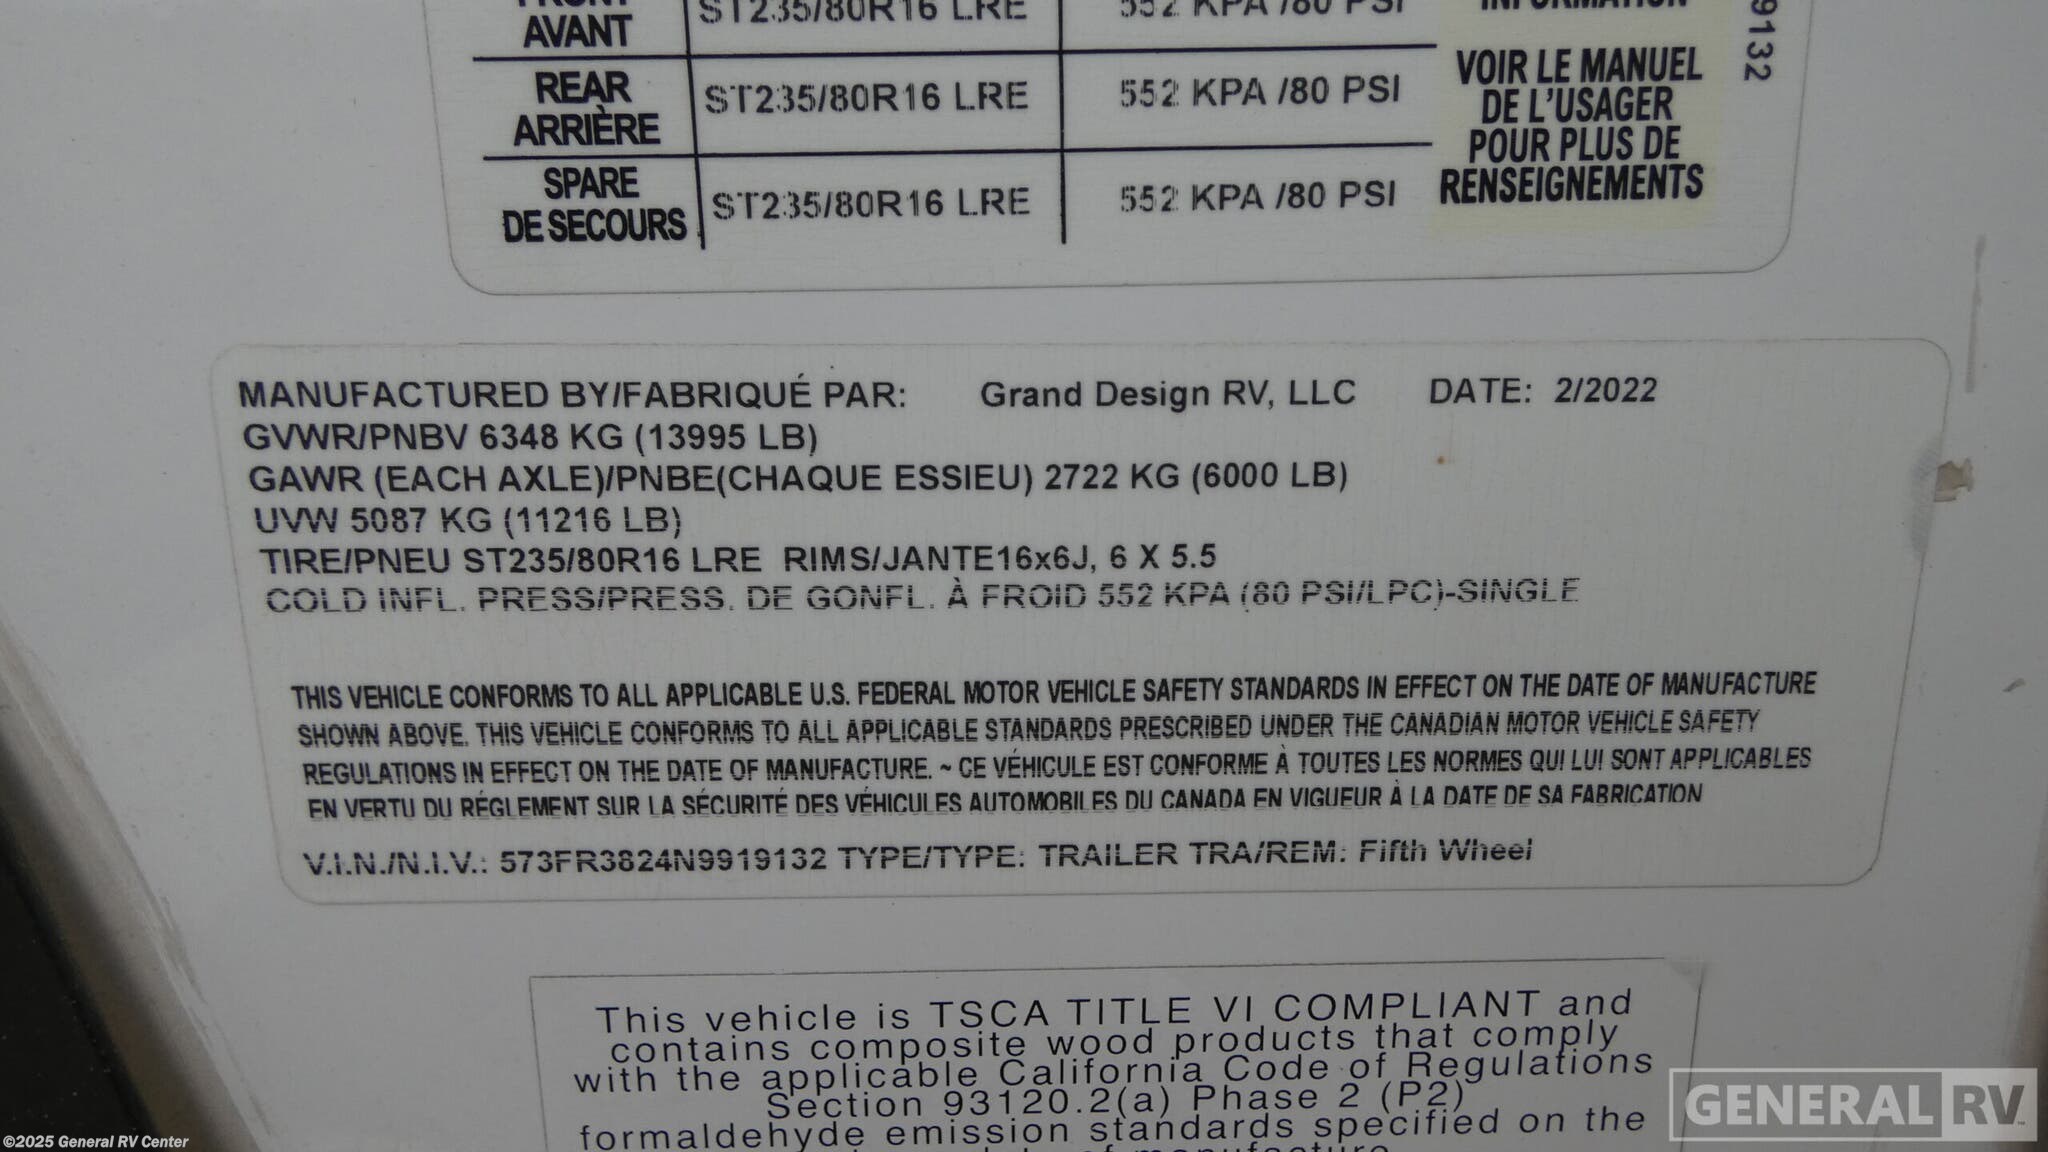 FRONT ST235/80R16 LRE 552 KPA /80 PSI INFORMATION
AVANT
REAR ST235/80R16 LRE 552 KPA /80 PSI
ARRIÈRE
SPARE ST235/80R16 LRE 552 KPA /80 PSI
DE SECOURS
VOIR LE MANUEL
DE L'USAGER
POUR PLUS DE
RENSEIGNEMENTS
9132
MANUFACTURED BY/FABRIQUÉ PAR: Grand Design RV, LLC DATE: 2/2022
GVWR/PNBV 6348 KG (13995 LB)
GAWR (EACH AXLE)/PNBE(CHAQUE ESSIEU) 2722 KG (6000 LB)
UVW 5087 KG (11216 LB)
TIRE/PNEU ST235/80R16 LRE RIMS/JANTE16x6J, 6 X 5.5
COLD INFL. PRESS/PRESS. DE GONFL. À FROID 552 KPA (80 PSI/LPC)-SINGLE
THIS VEHICLE CONFORMS TO ALL APPLICABLE U.S. FEDERAL MOTOR VEHICLE SAFETY STANDARDS IN EFFECT ON THE DATE OF MANUFACTURE
SHOWN ABOVE. THIS VEHICLE CONFORMS TO ALL APPLICABLE STANDARDS PRESCRIBED UNDER THE CANADIAN MOTOR VEHICLE SAFETY
REGULATIONS IN EFFECT ON THE DATE OF MANUFACTURE. ~ CE VÉHICULE EST CONFORME À TOUTES LES NORMES QUI LUI SONT APPLICABLES
EN VERTU DU RÉGLEMENT SUR LA SÉCURITÉ DES VÉHICULES AUTOMOBILES DU CANADA EN VIGUEUR À LA DATE DE SA FABRICATION
V.I.N./N.I.V.: 573FR3824N9919132 TYPE/TYPE: TRAILER TRA/REM: Fifth Wheel
This vehicle is TSCA TITLE VI COMPLIANT and
contains composite wood products that comply
with the applicable California Code of Regulations
Section 93120.2(a) Phase 2 (P2)
formaldehyde emission standards specified on the
of manufacture
GENERAL RV
©2025 General RV Center